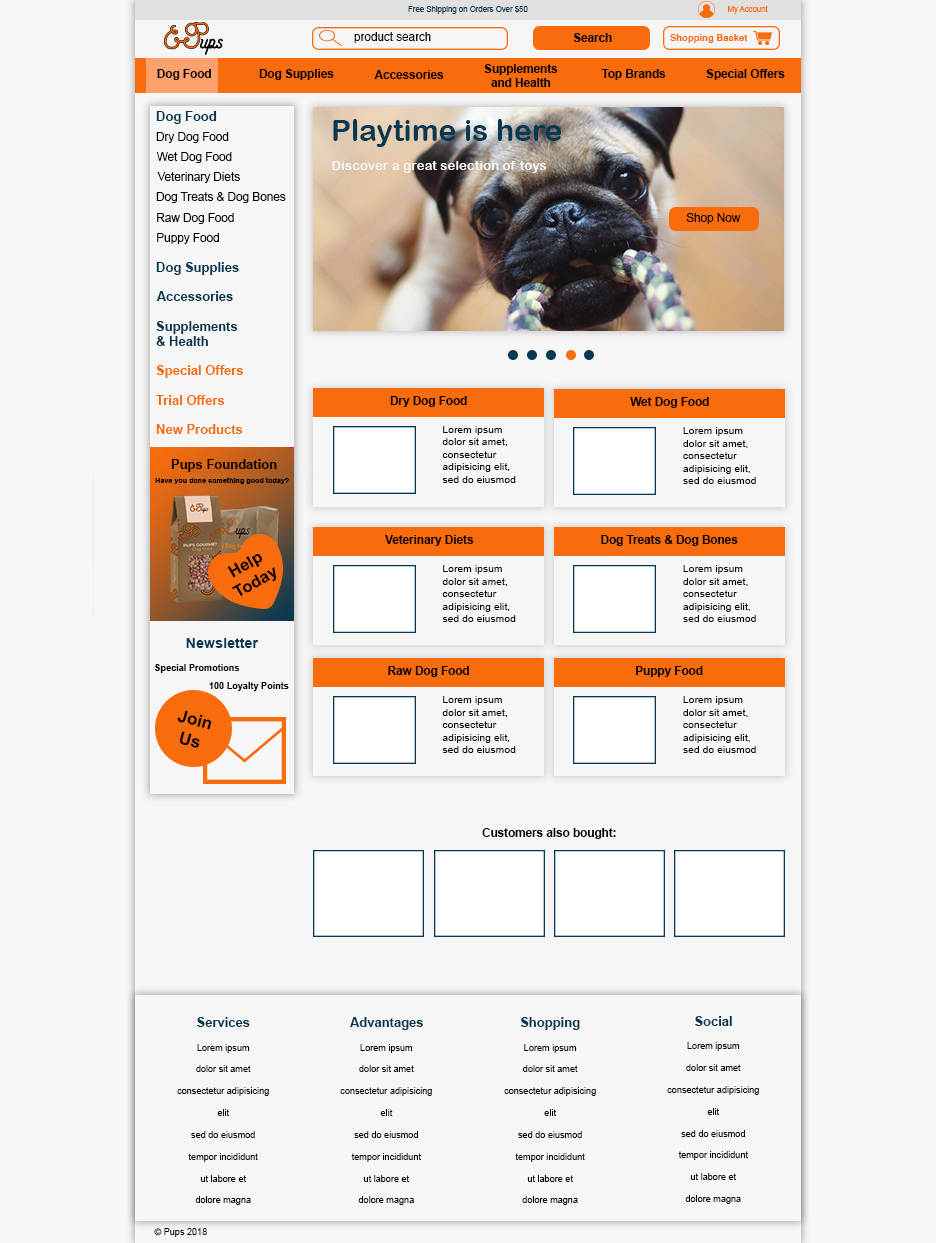 Free Shipping on Orders Over $50
My Account
Pups
product search
Search
Shopping Basket
Dog Food
Dog Supplies
Accessories
Supplements
and Health
Top Brands
Special Offers
Dog Food
Dry Dog Food
Wet Dog Food
Veterinary Diets
Dog Treats & Dog Bones
Raw Dog Food
Puppy Food
Dog Supplies
Accessories
Supplements
& Health
Special Offers
Trial Offers
New Products
Pups Foundation
Have you done something good today?
Pups
PUPS GOURMET
Dog Food
Help
Today
Newsletter
Special Promotions
100 Loyalty Points
Join
Us
Playtime is here
Discover a great selection of toys
Shop Now
Dry Dog Food
Lorem ipsum
dolor sit amet,
consectetur
adipisicing elit,
sed do eiusmod
Wet Dog Food
Lorem ipsum
dolor sit amet,
consectetur
adipisicing elit,
sed do eiusmod
Veterinary Diets
Lorem ipsum
dolor sit amet,
consectetur
adipisicing elit,
sed do eiusmod
Dog Treats & Dog Bones
Lorem ipsum
dolor sit amet,
consectetur
adipisicing elit,
sed do eiusmod
Raw Dog Food
Lorem ipsum
dolor sit amet,
consectetur
adipisicing elit,
sed do eiusmod
Puppy Food
Lorem ipsum
dolor sit amet,
consectetur
adipisicing elit,
sed do eiusmod
Customers also bought:
Services
Lorem ipsum
dolor sit amet
consectetur adipisicing
elit
sed do eiusmod
tempor incididunt
ut labore et
dolore magna
Advantages
Lorem ipsum
dolor sit amet
consectetur adipisicing
elit
sed do eiusmod
tempor incididunt
ut labore et
dolore magna
Shopping
Lorem ipsum
dolor sit amet
consectetur adipisicing
elit
sed do eiusmod
tempor incididunt
ut labore et
dolore magna
Social
Lorem ipsum
dolor sit amet
consectetur adipisicing
elit
sed do eiusmod
tempor incididunt
ut labore et
dolore magna
© Pups 2018